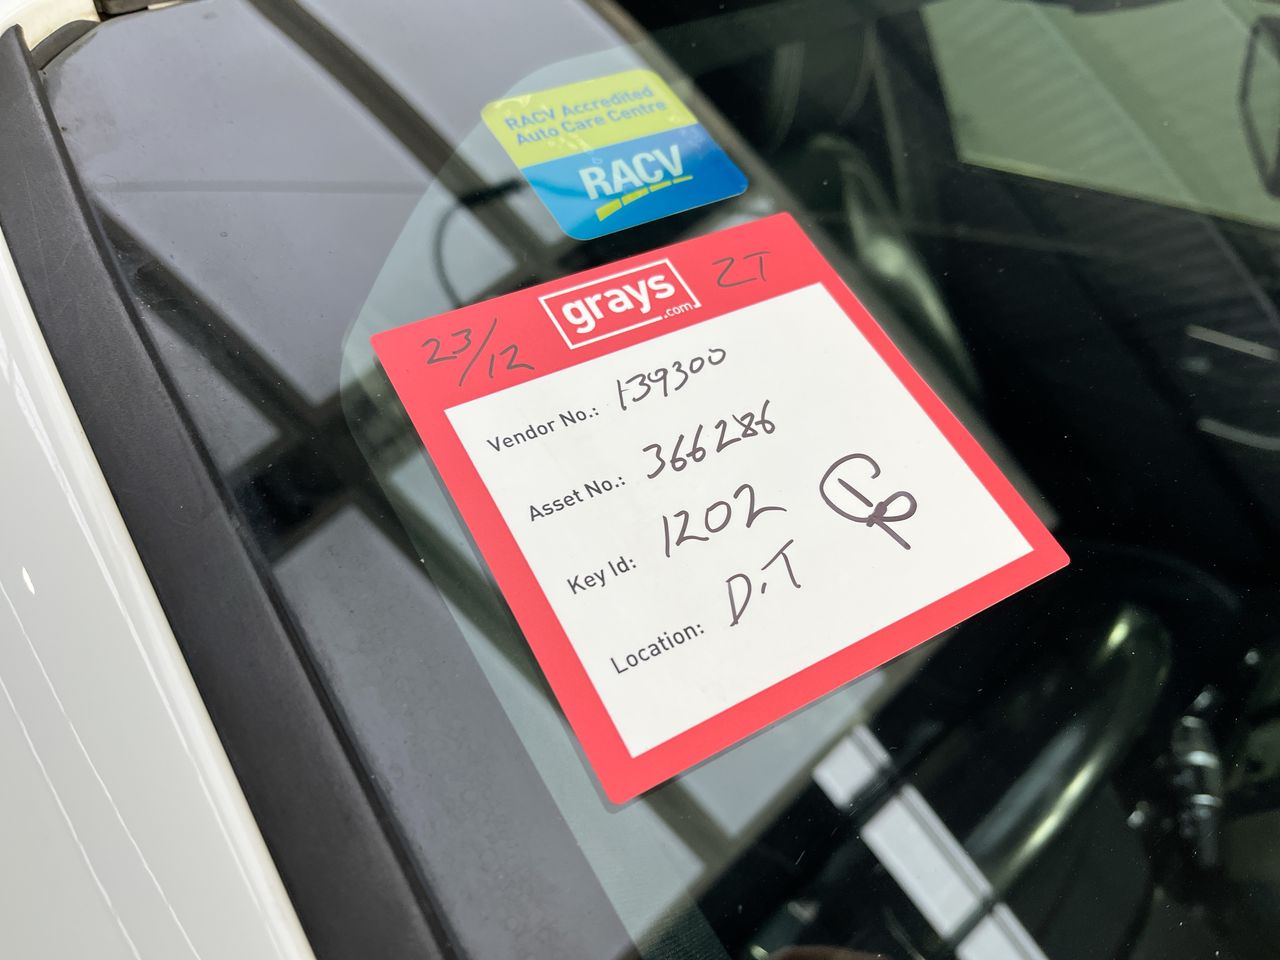 RACV Accredited
Auto Care Centre
RACV
23/12
grays
.com
ZT
Vendor No.: 139300
Asset No.: 366286
Key Id: 1202
Location: D.T